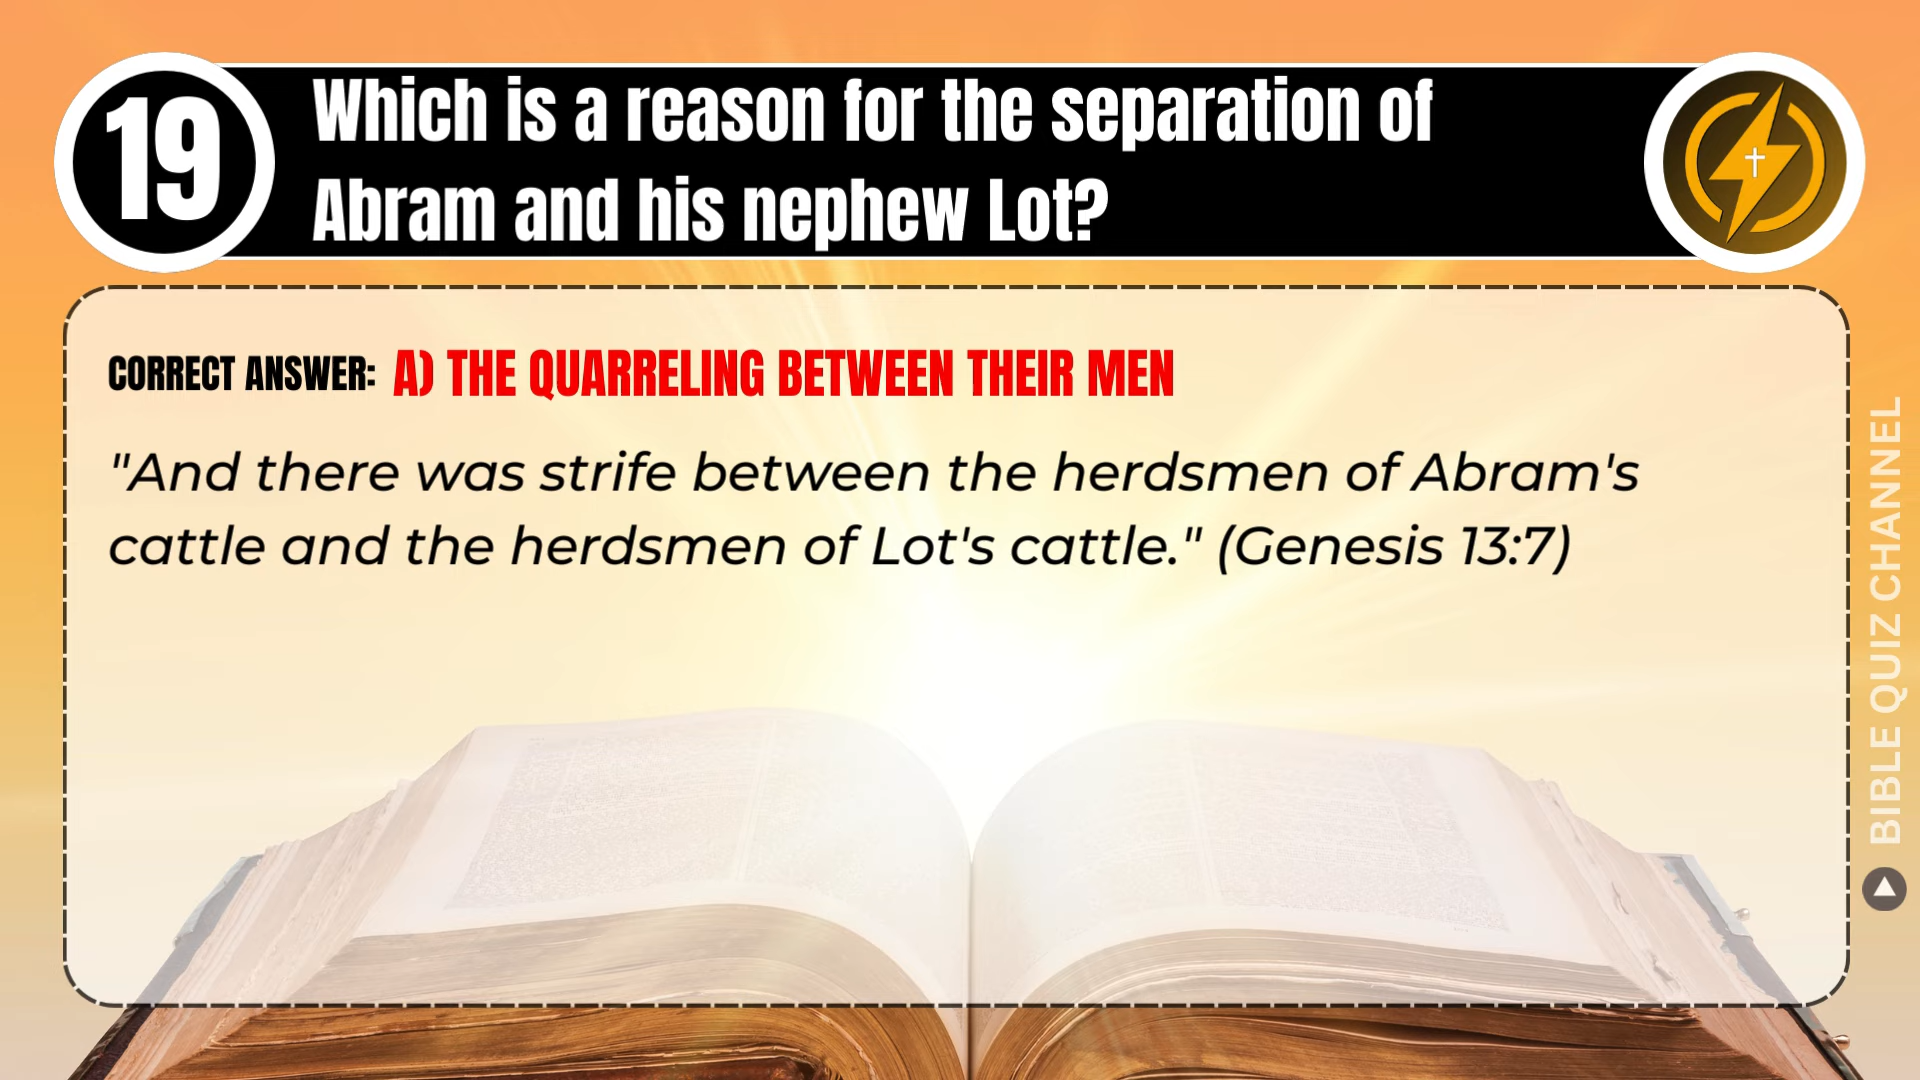 19
Which is a reason for the separation of
Abram and his nephew Lot?
CORRECT ANSWER: A) THE QUARRELING BETWEEN THEIR MEN
"And there was strife between the herdsmen of Abram's
cattle and the herdsmen of Lot's cattle." (Genesis 13:7)
BIBLE QUIZ CHANNEL